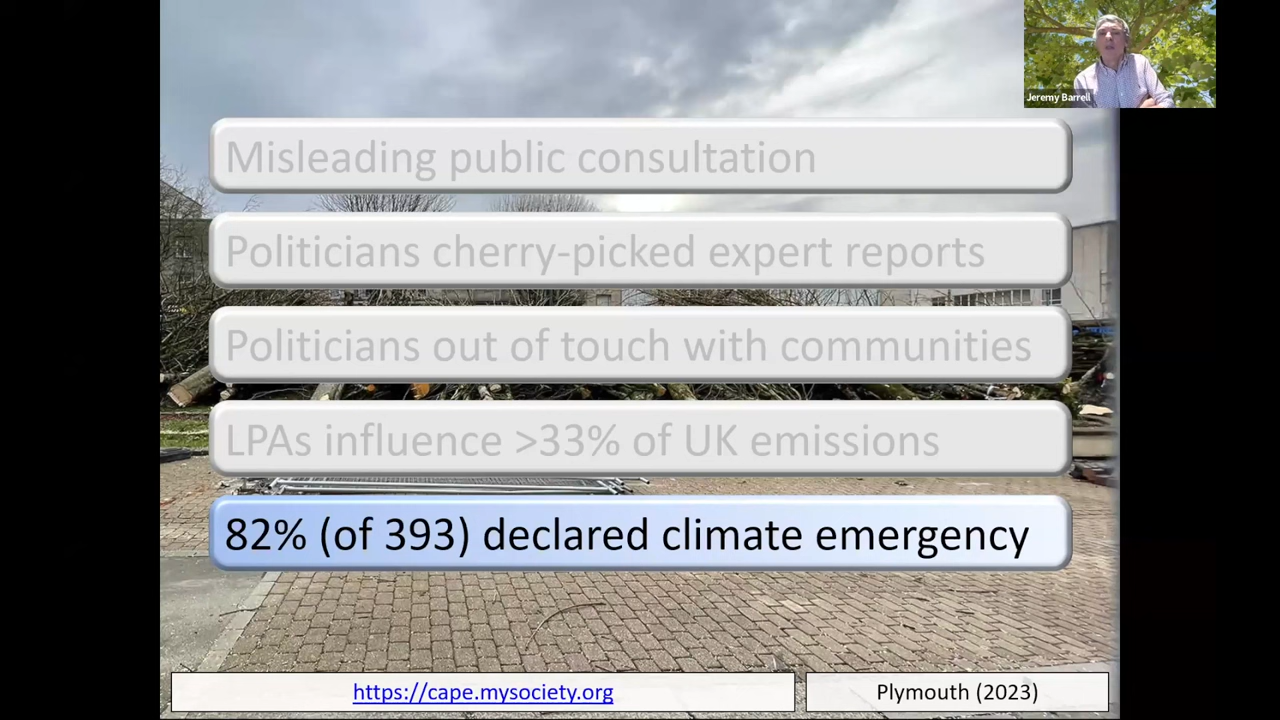 Jeremy Barrell
Misleading public consultation
Politicians cherry-picked expert reports
Politicians out of touch with communities
LPAs influence >33% of UK emissions
82% (of 393) declared climate emergency
https://cape.mysociety.org
Plymouth (2023)